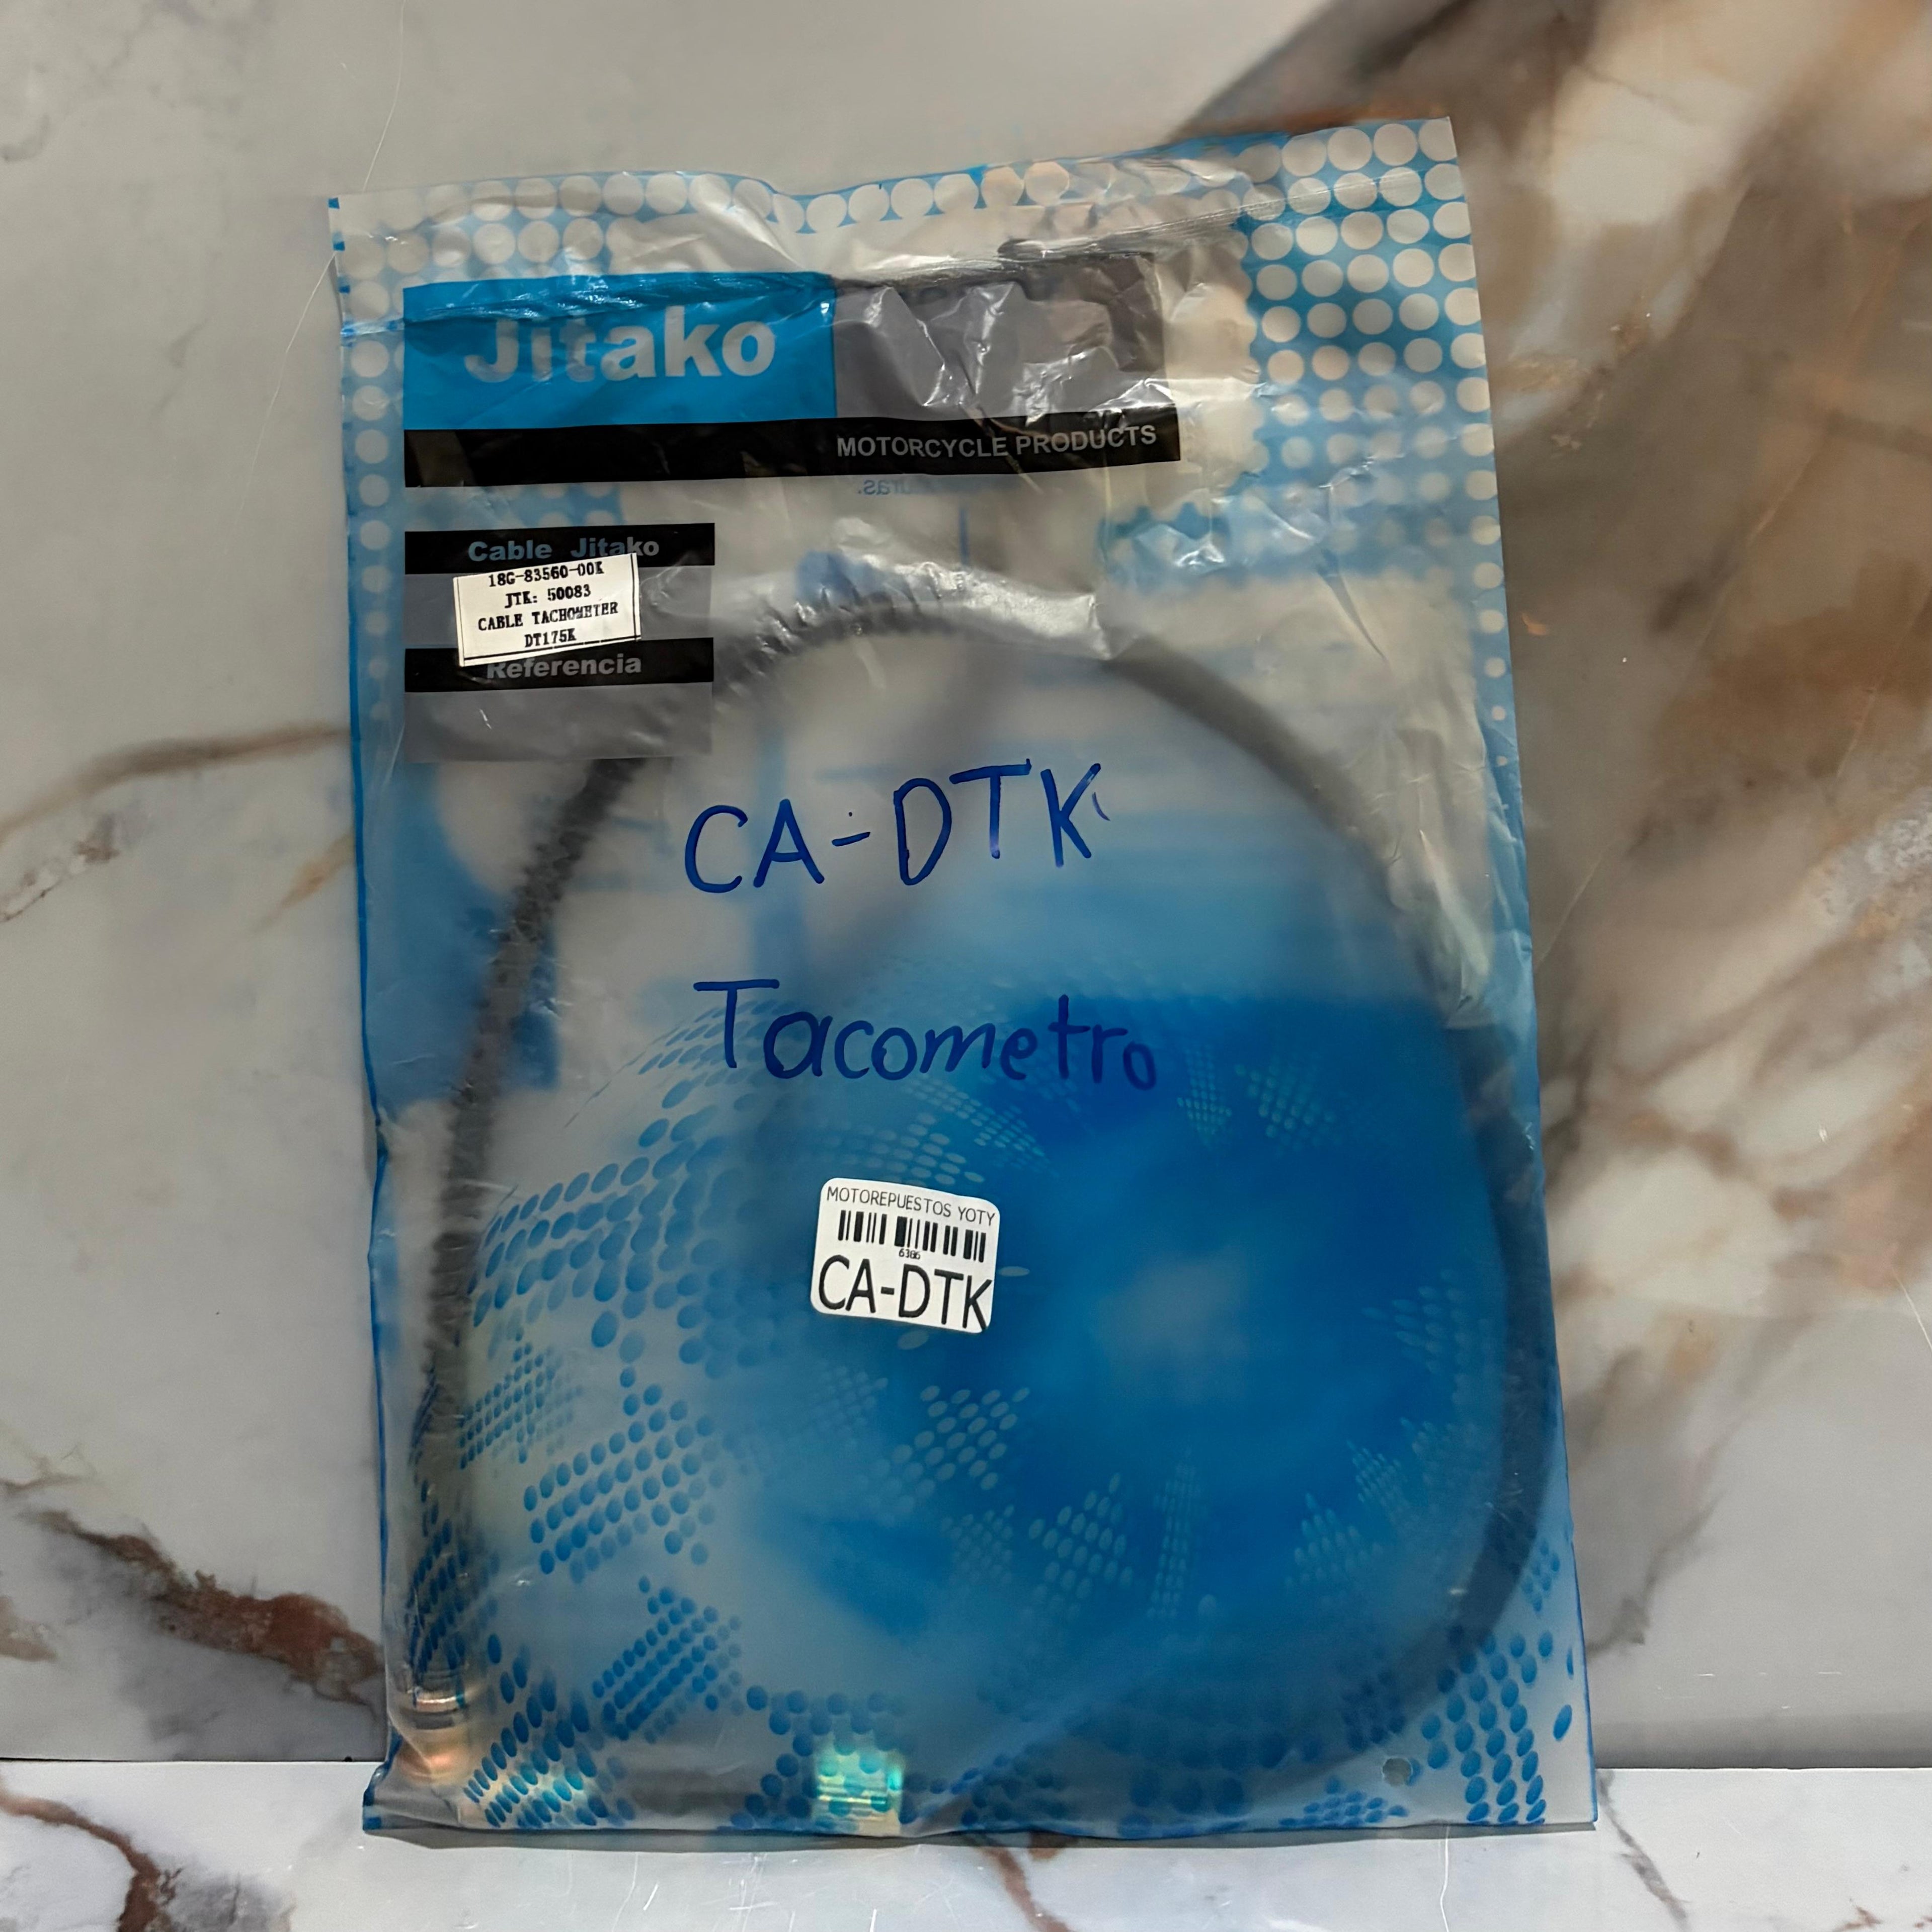 Jitako
MOTORCYCLE PRODUCTS
Cable Jitako
18G-83560-00K
JTK: 50083
CABLE TACHOMETER
DT175K
Referencia
CA-DTK
Tacometro
MOTOREPUESTOS YOTY
6386
CA-DTK